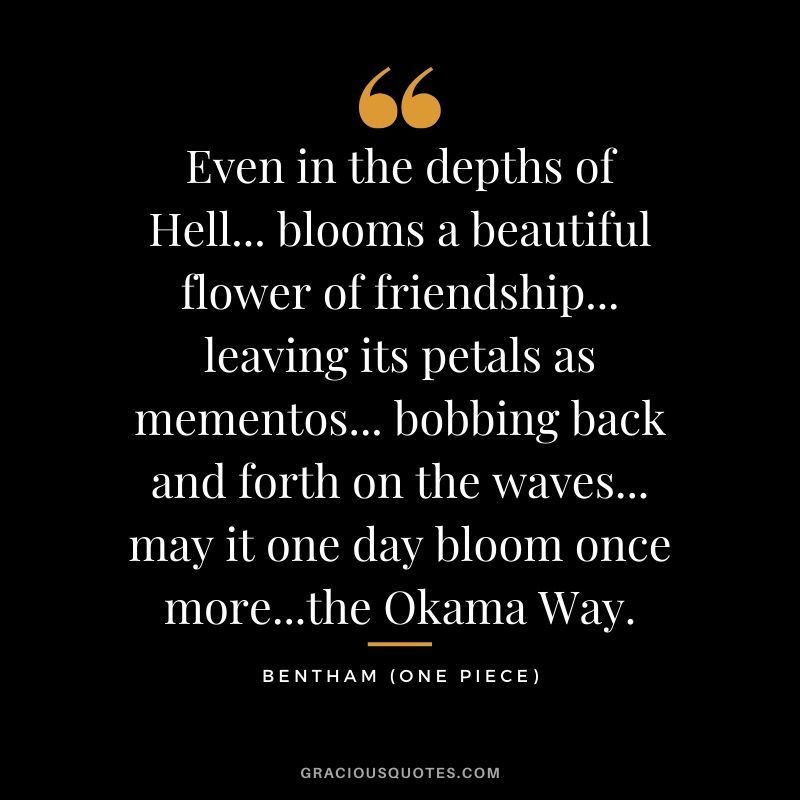 “
Even in the depths of
Hell... blooms a beautiful
flower of friendship...
leaving its petals as
mementos... bobbing back
and forth on the waves...
may it one day bloom once
more...the Okama Way.
BENTHAM (ONE PIECE)
GRACIOUSQUOTES.COM